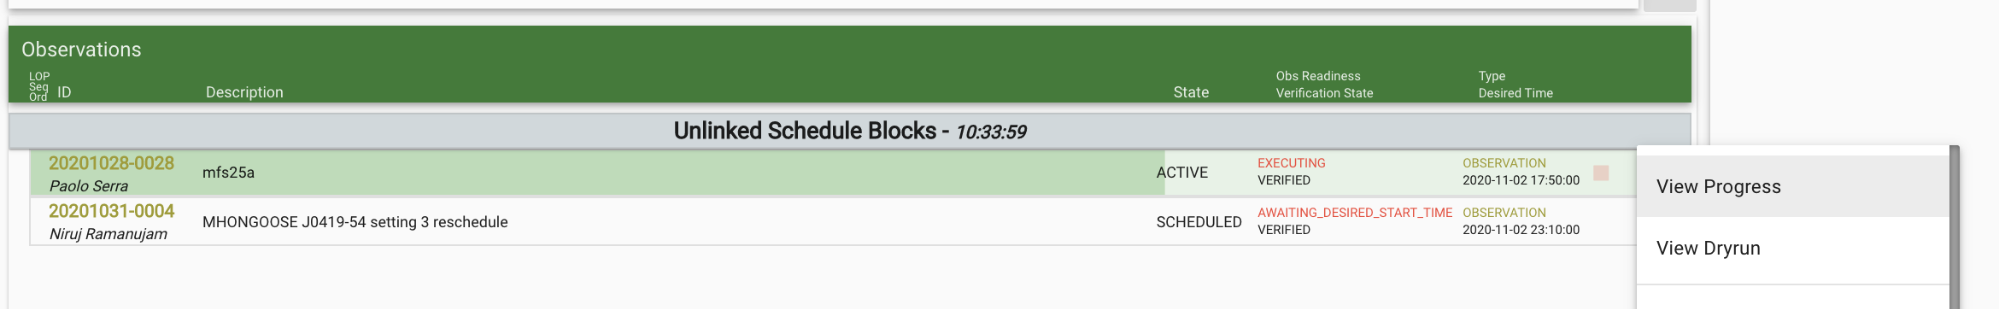 Observations
LOP
Seq
Ord
ID
Description
State
Obs Readiness
Verification State
Type
Desired Time
Unlinked Schedule Blocks - 10:33:59
20201028-0028
Paolo Serra
mfs25a
ACTIVE
EXECUTING
VERIFIED
OBSERVATION
2020-11-02 17:50:00
20201031-0004
Niruj Ramanujam
MHONGOOSE J0419-54 setting 3 reschedule
SCHEDULED
AWAITING_DESIRED_START_TIME
VERIFIED
OBSERVATION
2020-11-02 23:10:00
View Progress
View Dryrun